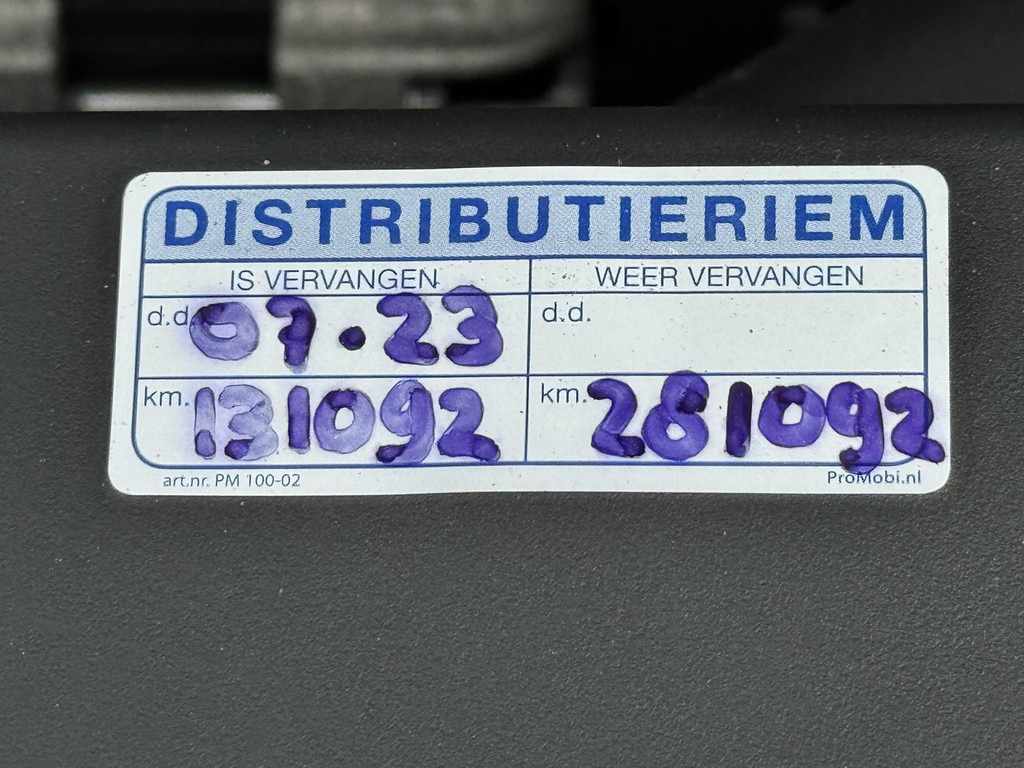 DISTRIBUTIERIEM
IS VERVANGEN WEER VERVANGEN
d.d. 07.23 d.d.
km. 131092 km. 281092
art.nr. PM 100-02 ProMobi.nl